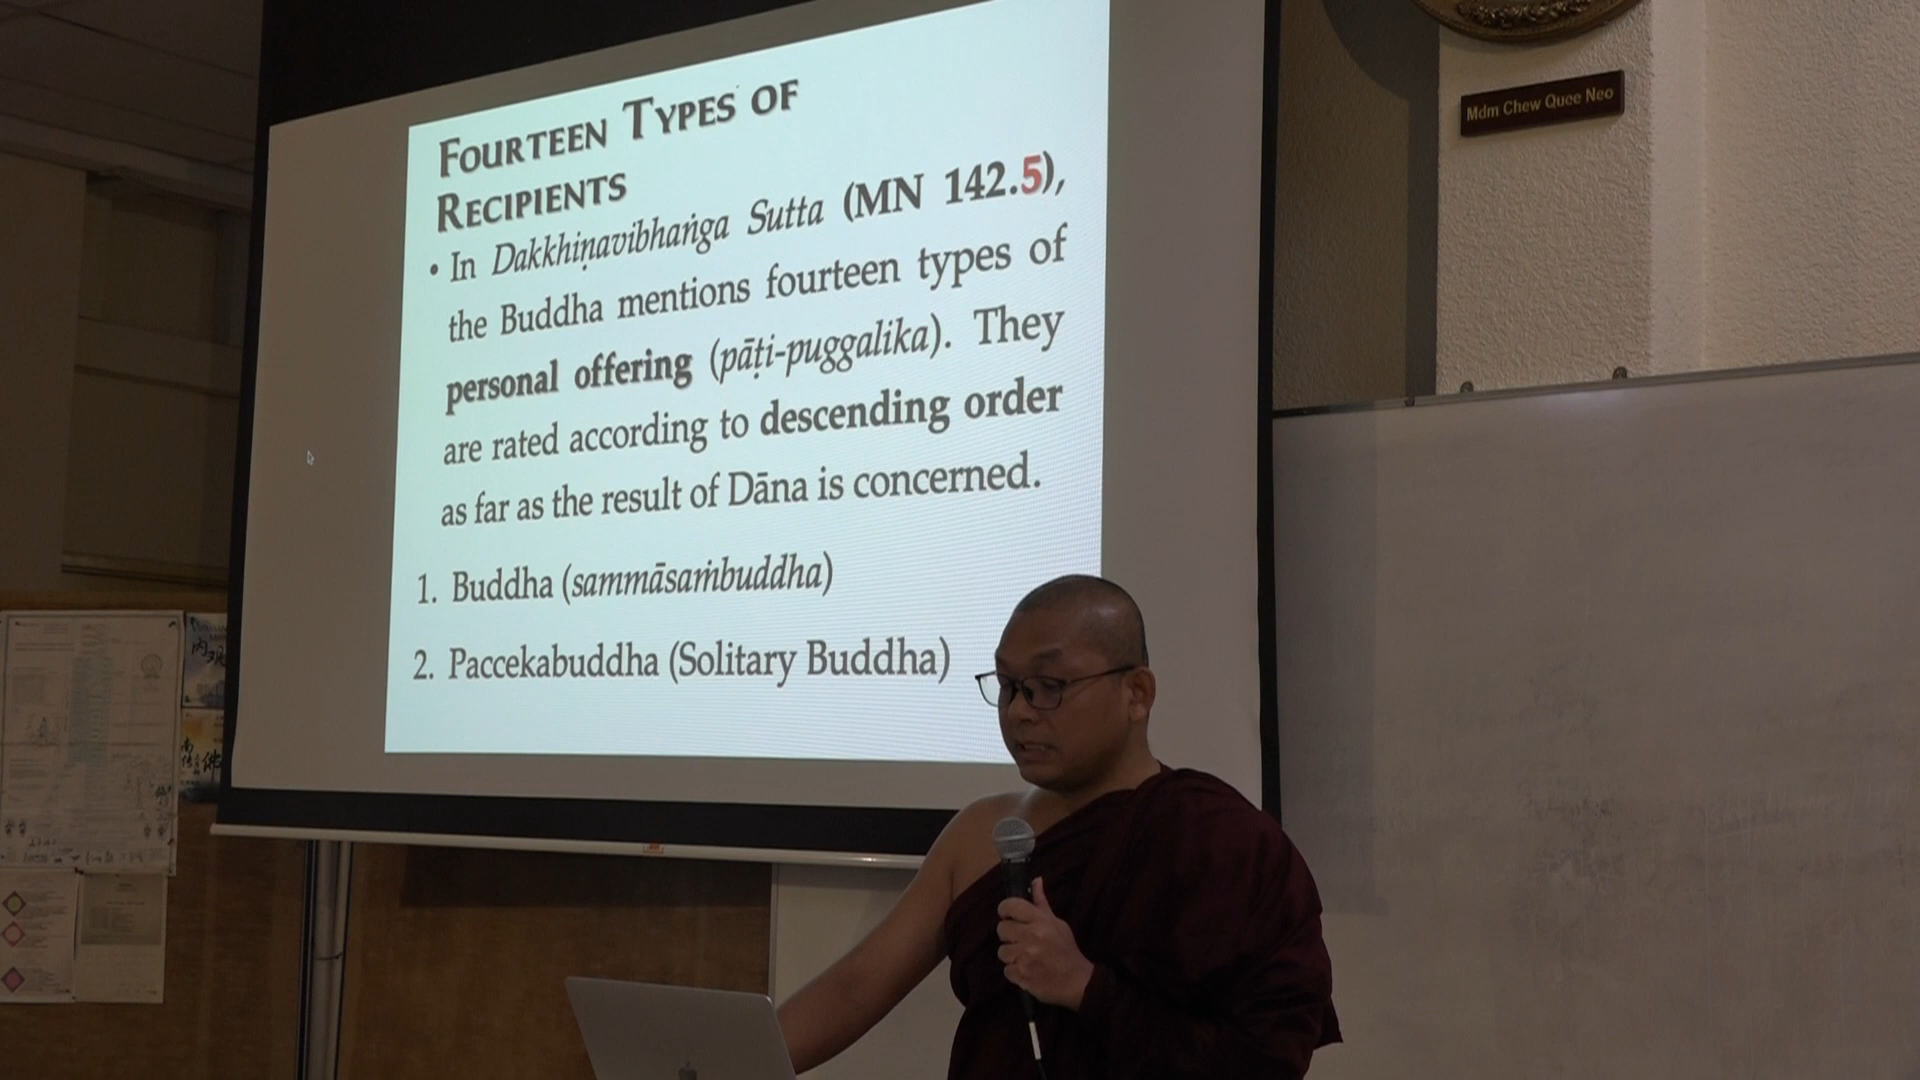 FOURTEEN TYPES OF
RECIPIENTS
• In Dakkhiṇavibhaṅga Sutta (MN 142.5),
the Buddha mentions fourteen types of
personal offering (pāṭi-puggalika). They
are rated according to descending order
as far as the result of Dāna is concerned.
1. Buddha (sammāsaṁbuddha)
2. Paccekabuddha (Solitary Buddha)
Mdm Chew Quee Neo